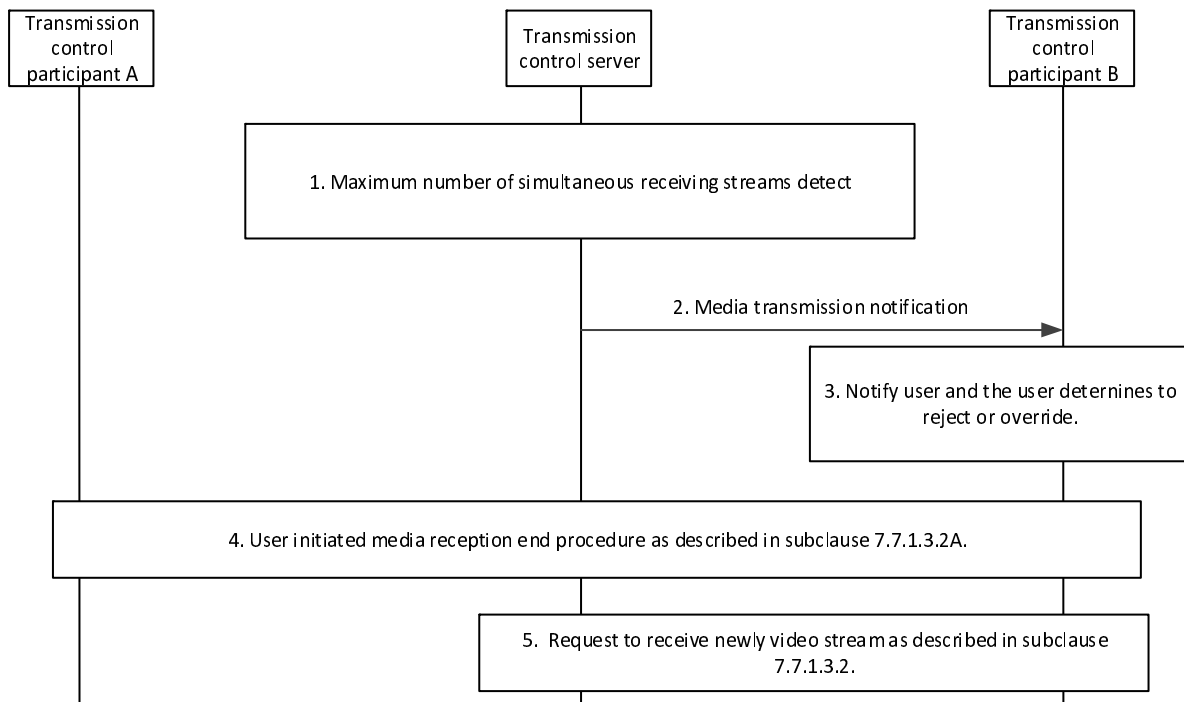 Transmission
control
participant A
Transmission
control server
Transmission
control
participant B
1. Maximum number of simultaneous receiving streams detect
2. Media transmission notification
3. Notify user and the user deternines to
reject or override.
4. User initiated media reception end procedure as described in subclause 7.7.1.3.2A.
5. Request to receive newly video stream as described in subclause
7.7.1.3.2.